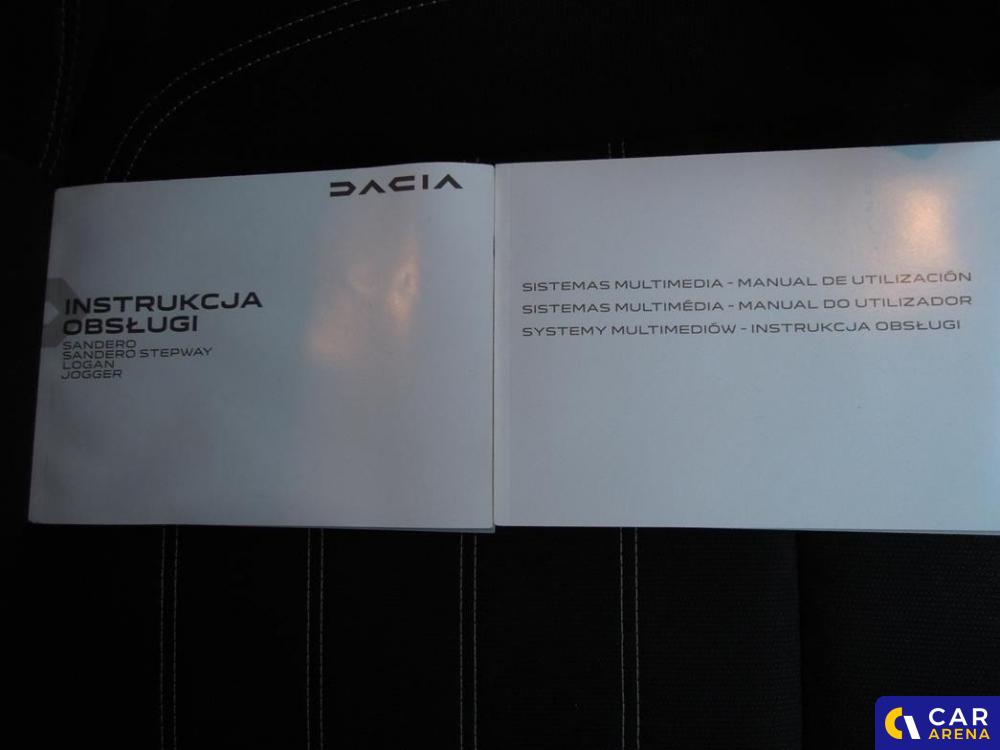 DACIA
INSTRUKCJA
OBSŁUGI
SANDERO
SANDERO STEPWAY
LOGAN
JOGGER
SISTEMAS MULTIMEDIA - MANUAL DE UTILIZACIÓN
SISTEMAS MULTIMÉDIA - MANUAL DO UTILIZADOR
SYSTEMY MULTIMEDIÓW - INSTRUKCJA OBSŁUGI
CAR
ARENA